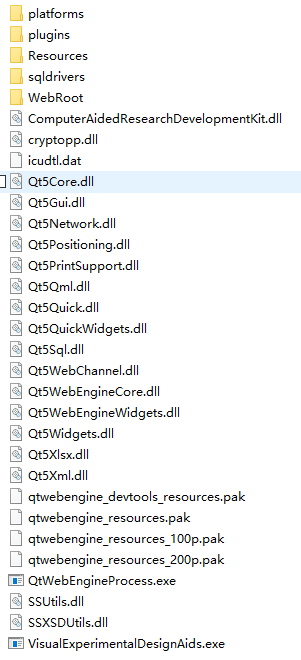 platforms
plugins
Resources
sqldrivers
WebRoot
ComputerAidedResearchDevelopmentKit.dll
cryptopp.dll
icudtl.dat
Qt5Core.dll
Qt5Gui.dll
Qt5Network.dll
Qt5Positioning.dll
Qt5PrintSupport.dll
Qt5Qml.dll
Qt5Quick.dll
Qt5QuickWidgets.dll
Qt5Sql.dll
Qt5WebChannel.dll
Qt5WebEngineCore.dll
Qt5WebEngineWidgets.dll
Qt5Widgets.dll
Qt5Xlsx.dll
Qt5Xml.dll
qtwebengine_devtools_resources.pak
qtwebengine_resources.pak
qtwebengine_resources_100p.pak
qtwebengine_resources_200p.pak
QtWebEngineProcess.exe
SSUtils.dll
SSXSDUtils.dll
VisualExperimentalDesignAids.exe